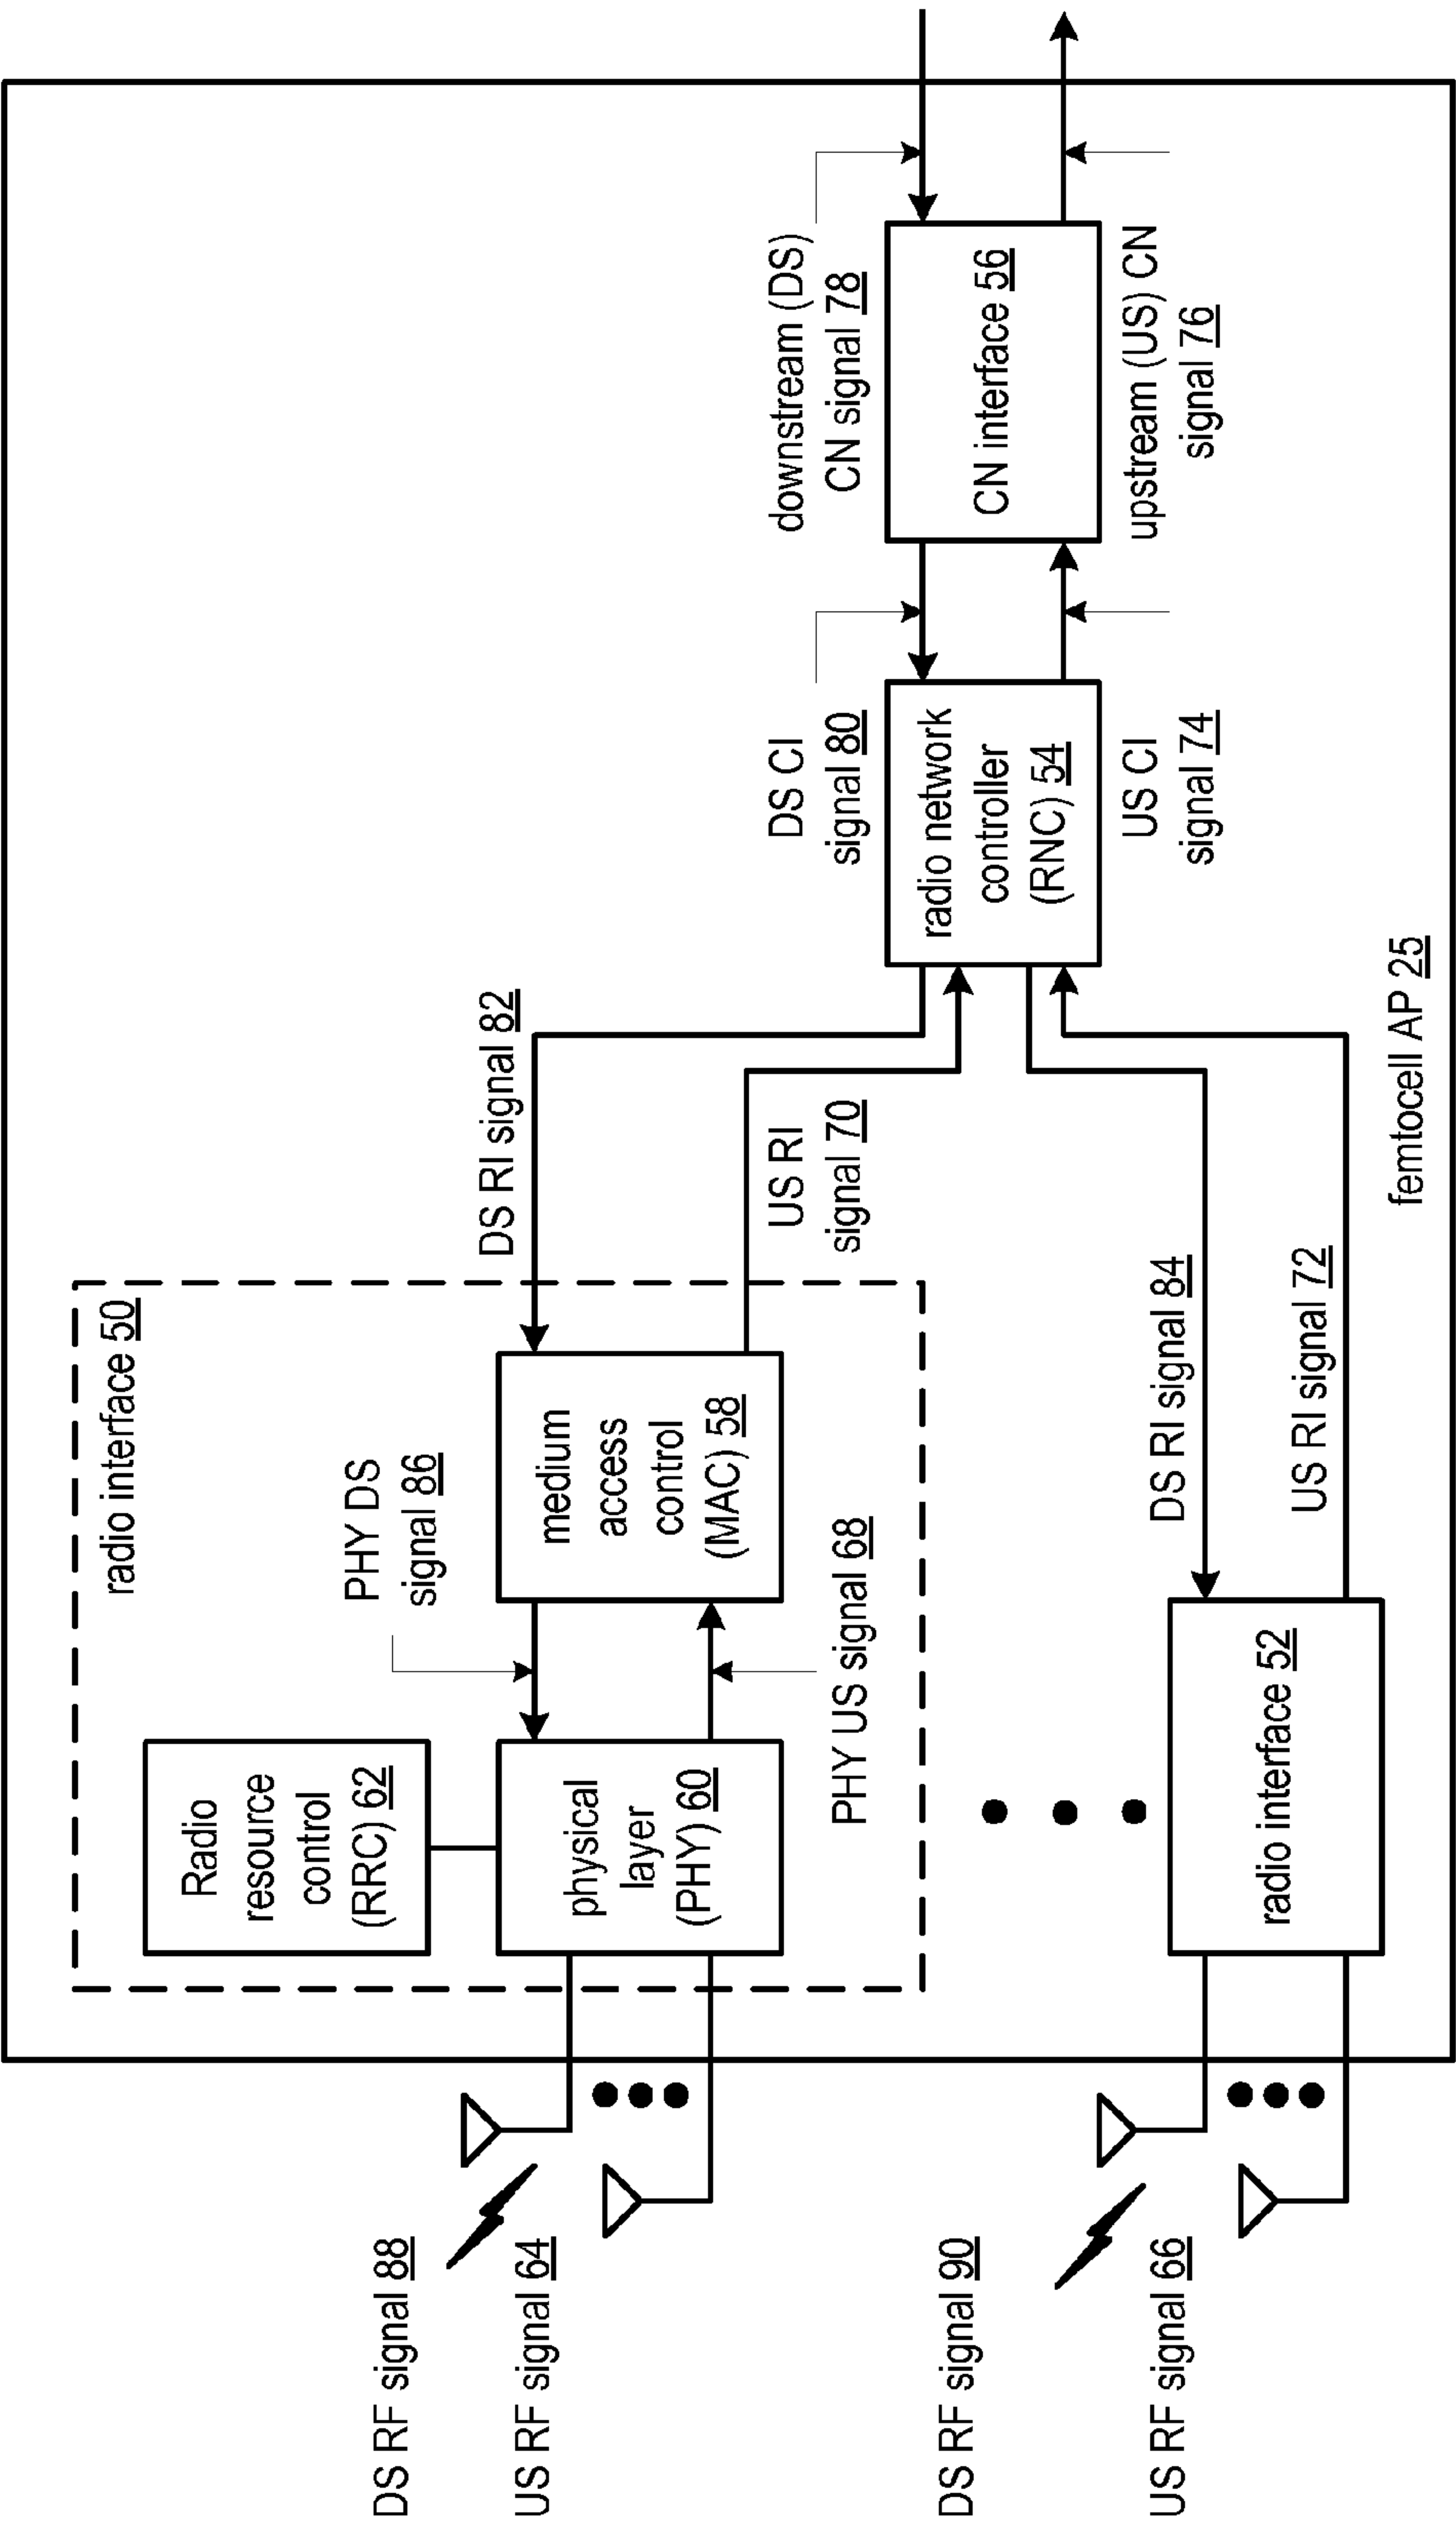 radio interface 50
Radio
resource
control
(RRC) 62
PHY DS
signal 86
DS RF signal 88
US RF signal 64
physical
layer
(PHY) 60
medium
access
control
(MAC) 58
DS RI signal 82
PHY US signal 68
US RI
signal 70
DS CI
signal 80
downstream (DS)
CN signal 78
radio network
controller
(RNC) 54
CN interface 56
DS RF signal 90
US RF signal 66
radio interface 52
DS RI signal 84
US RI signal 72
US CI
signal 74
upstream (US) CN
signal 76
femtocell AP 25